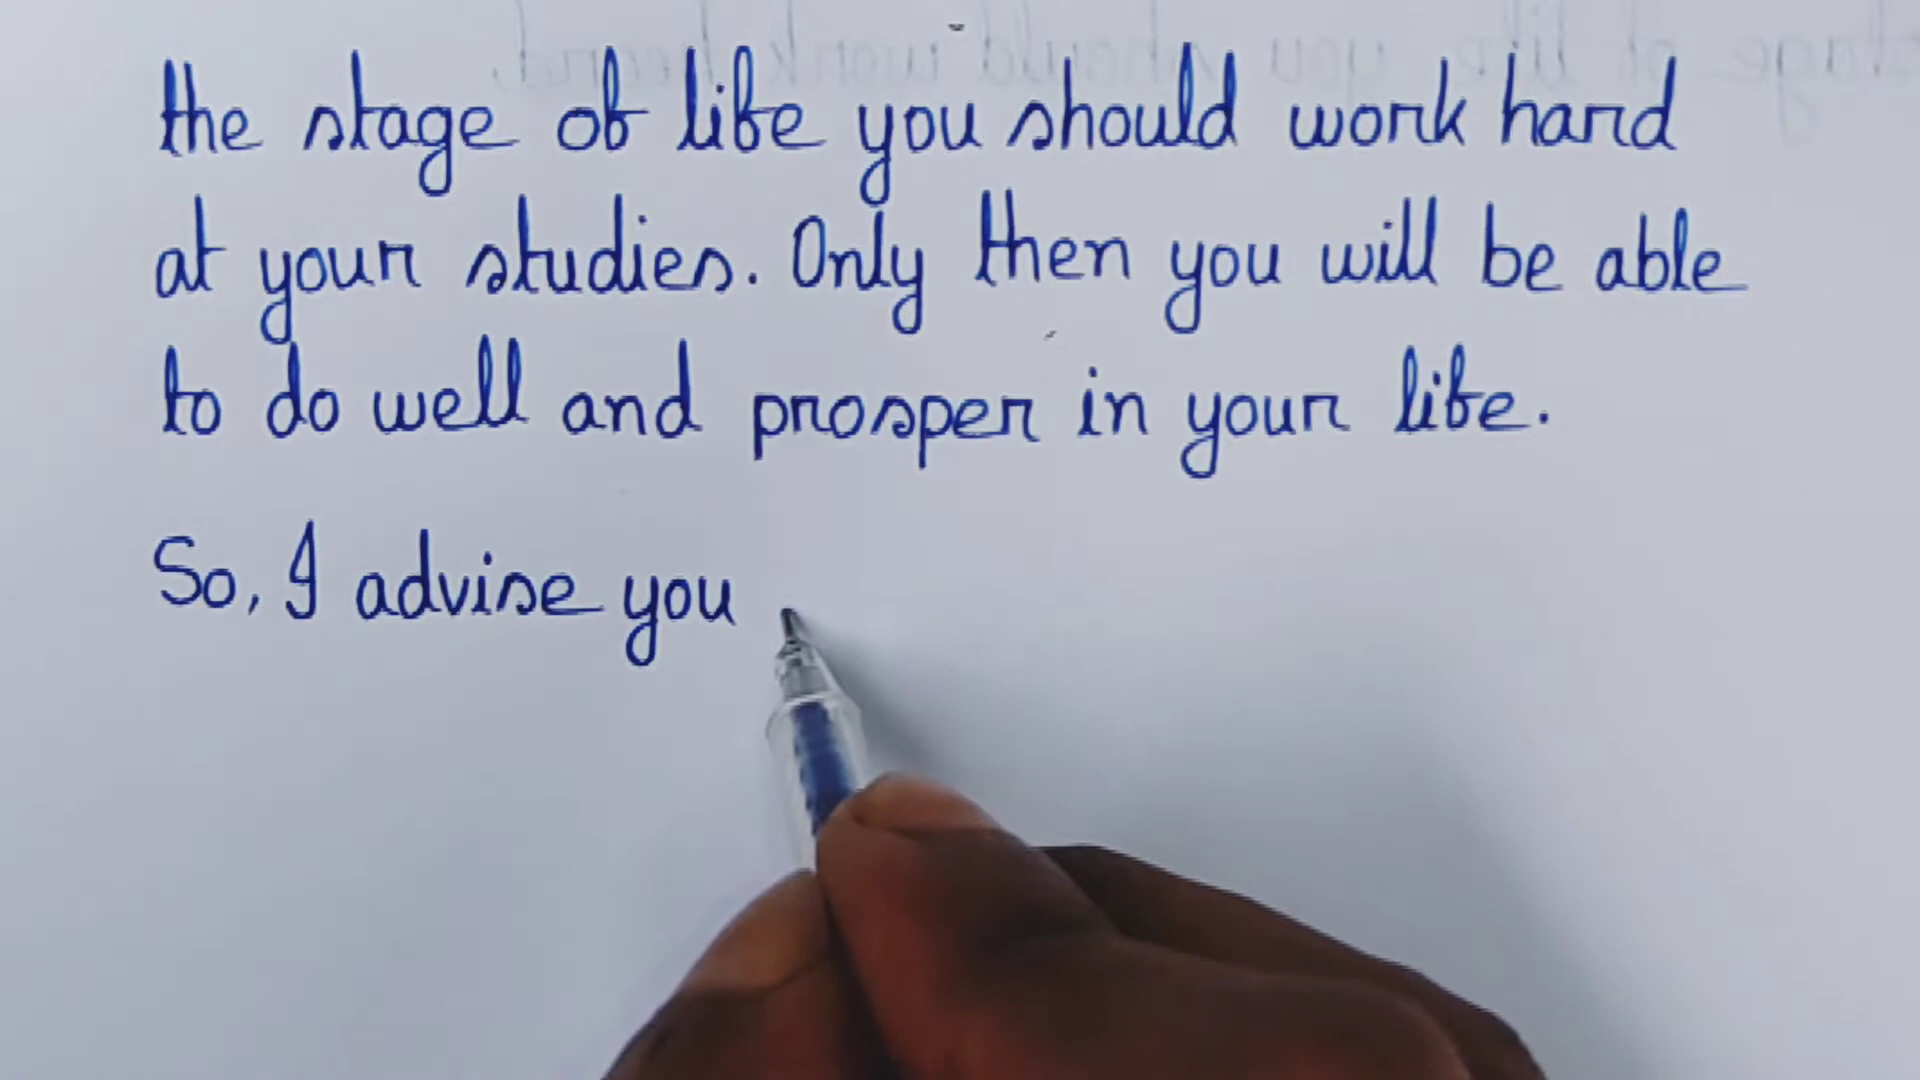 the stage of life you should work hard
at your studies. Only then you will be able
to do well and prosper in your life.
So, I advise you